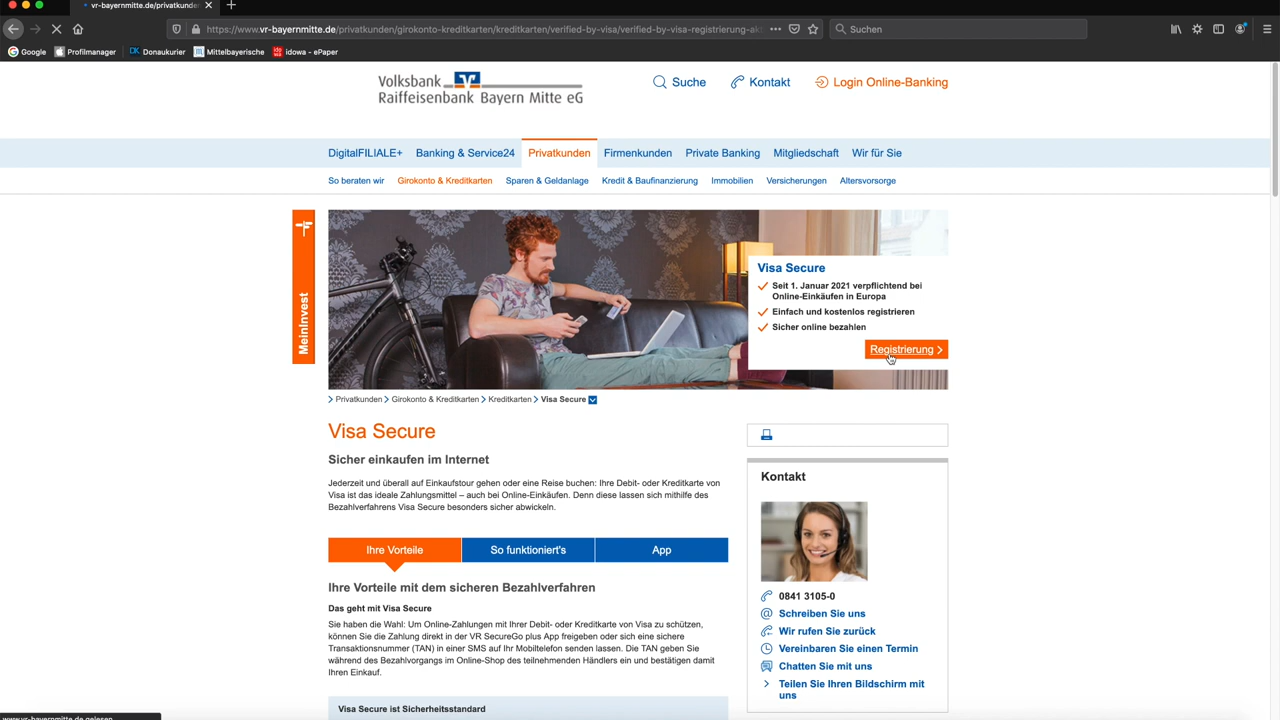 vr-bayernmitte.de/privatkunden
https://www.vr-bayernmitte.de/privatkunden/girokonto-kreditkarten/kreditkarten/verified-by-visa/verified-by-visa-registrierung-ak
Suchen
Google Profilmanager Donaukurier Mittelbayerische idowa - ePaper
Volksbank
Raiffeisenbank Bayern Mitte eG
Suche Kontakt Login Online-Banking
DigitalFILIALE+ Banking & Service24 Privatkunden Firmenkunden Private Banking Mitgliedschaft Wir für Sie
So beraten wir Girokonto & Kreditkarten Sparen & Geldanlage Kredit & Baufinanzierung Immobilien Versicherungen Altersvorsorge
MeinInvest
Visa Secure
Seit 1. Januar 2021 verpflichtend bei
Online-Einkäufen in Europa
Einfach und kostenlos registrieren
Sicher online bezahlen
Registrierung
Privatkunden Girokonto & Kreditkarten Kreditkarten Visa Secure
Visa Secure
Sicher einkaufen im Internet
Jederzeit und überall auf Einkaufstour gehen oder eine Reise buchen: Ihre Debit- oder Kreditkarte von
Visa ist das ideale Zahlungsmittel – auch bei Online-Einkäufen. Denn diese lassen sich mithilfe des
Bezahlverfahrens Visa Secure besonders sicher abwickeln.
Ihre Vorteile So funktioniert's App
Ihre Vorteile mit dem sicheren Bezahlverfahren
Das geht mit Visa Secure
Sie haben die Wahl: Um Online-Zahlungen mit Ihrer Debit- oder Kreditkarte von Visa zu schützen,
können Sie die Zahlung direkt in der VR SecureGo plus App freigeben oder sich eine sichere
Transaktionsnummer (TAN) in einer SMS auf Ihr Mobiltelefon senden lassen. Die TAN geben Sie
während des Bezahlvorgangs im Online-Shop des teilnehmenden Händlers ein und bestätigen damit
Ihren Einkauf.
Visa Secure ist Sicherheitsstandard
Kontakt
0841 3105-0
Schreiben Sie uns
Wir rufen Sie zurück
Vereinbaren Sie einen Termin
Chatten Sie mit uns
Teilen Sie Ihren Bildschirm mit
uns
www.vr-bayernmitte.de gelesen